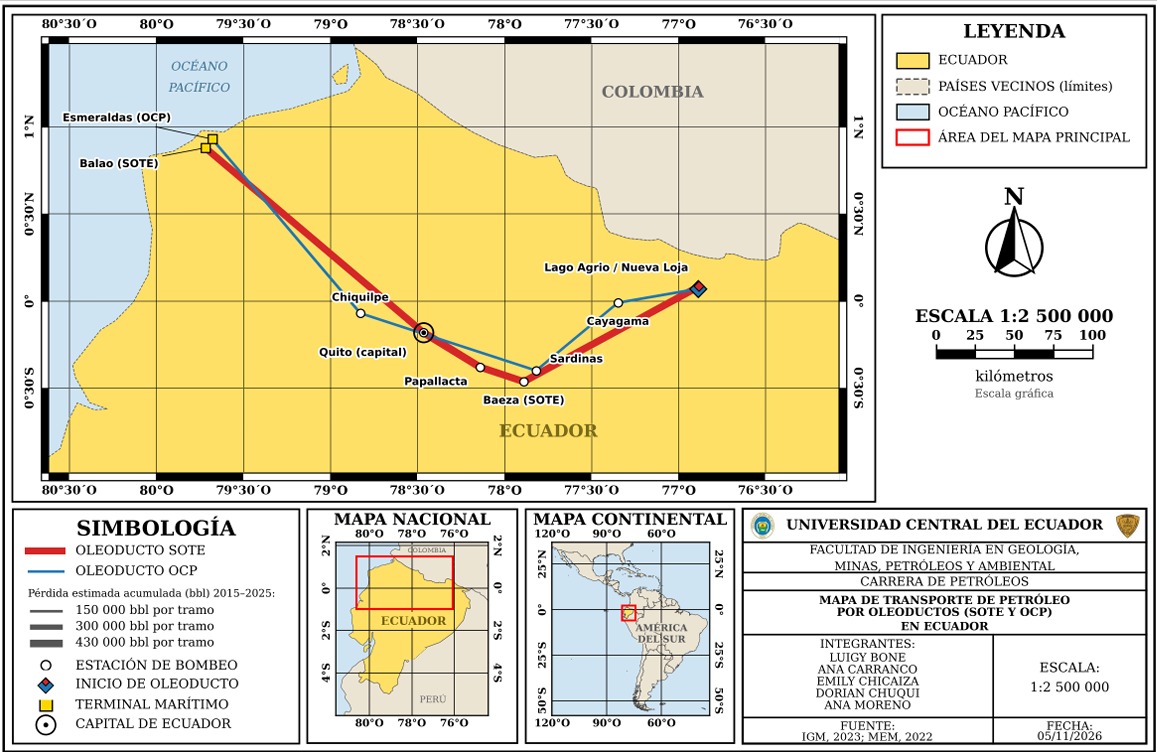 80°30´O 80°O 79°30´O 79°O 78°30´O 78°O 77°30´O 77°O 76°30´O
OCÉANO
PACÍFICO
COLOMBIA
Esmeraldas (OCP)
1°N
1°N
Balao (SOTE)
0°30´N
0°30´N
Lago Agrio / Nueva Loja
Chiquilpe
0°
0°
Cayagama
Quito (capital)
Sardinas
Papallacta
0°30´S
0°30´S
Baeza (SOTE)
ECUADOR
80°30´O 80°O 79°30´O 79°O 78°30´O 78°O 77°30´O 77°O 76°30´O
LEYENDA
ECUADOR
PAÍSES VECINOS (límites)
OCÉANO PACÍFICO
ÁREA DEL MAPA PRINCIPAL
N
ESCALA 1:2 500 000
0 25 50 75 100
kilómetros
Escala gráfica
SIMBOLOGÍA
OLEODUCTO SOTE
OLEODUCTO OCP
Pérdida estimada acumulada (bbl) 2015–2025:
150 000 bbl por tramo
300 000 bbl por tramo
430 000 bbl por tramo
ESTACIÓN DE BOMBEO
INICIO DE OLEODUCTO
TERMINAL MARÍTIMO
CAPITAL DE ECUADOR
MAPA NACIONAL
80°O 78°O 76°O
2°N
2°N
COLOMBIA
0°
0°
ECUADOR
2°S
2°S
4°S
4°S
PERÚ
80°O 78°O 76°O
MAPA CONTINENTAL
120°O 90°O 60°O
25°N
25°N
0°
0°
AMÉRICA
DEL SUR
25°S
25°S
50°S
50°S
120°O 90°O 60°O
UNIVERSIDAD CENTRAL DEL ECUADOR
FACULTAD DE INGENIERÍA EN GEOLOGÍA,
MINAS, PETRÓLEOS Y AMBIENTAL
CARRERA DE PETRÓLEOS
MAPA DE TRANSPORTE DE PETRÓLEO
POR OLEODUCTOS (SOTE Y OCP)
EN ECUADOR
INTEGRANTES:
LUIGY BONE
ANA CARRANCO
EMILY CHICAIZA
DORIAN CHUQUI
ANA MORENO
ESCALA:
1:2 500 000
FUENTE:
IGM, 2023; MEM, 2022
FECHA:
05/11/2026